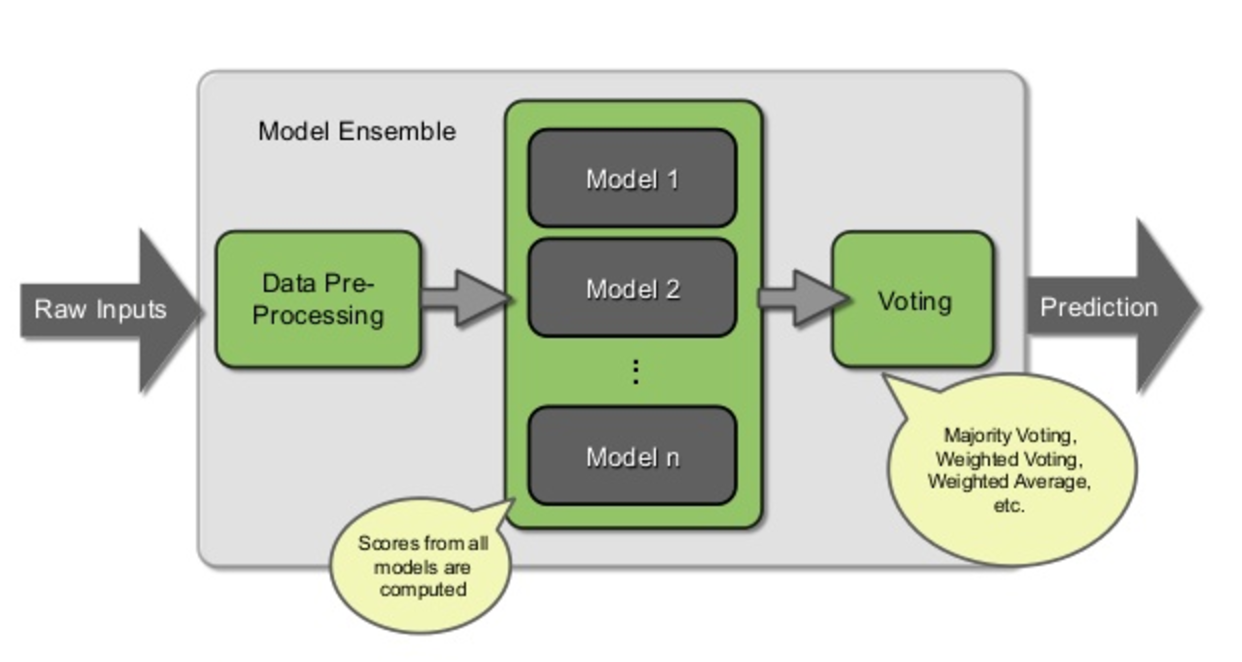 Model Ensemble
Raw Inputs
Data Pre-
Processing
Model 1
Model 2
⋮
Model n
Voting
Prediction
Scores from all
models are
computed
Majority Voting,
Weighted Voting,
Weighted Average,
etc.